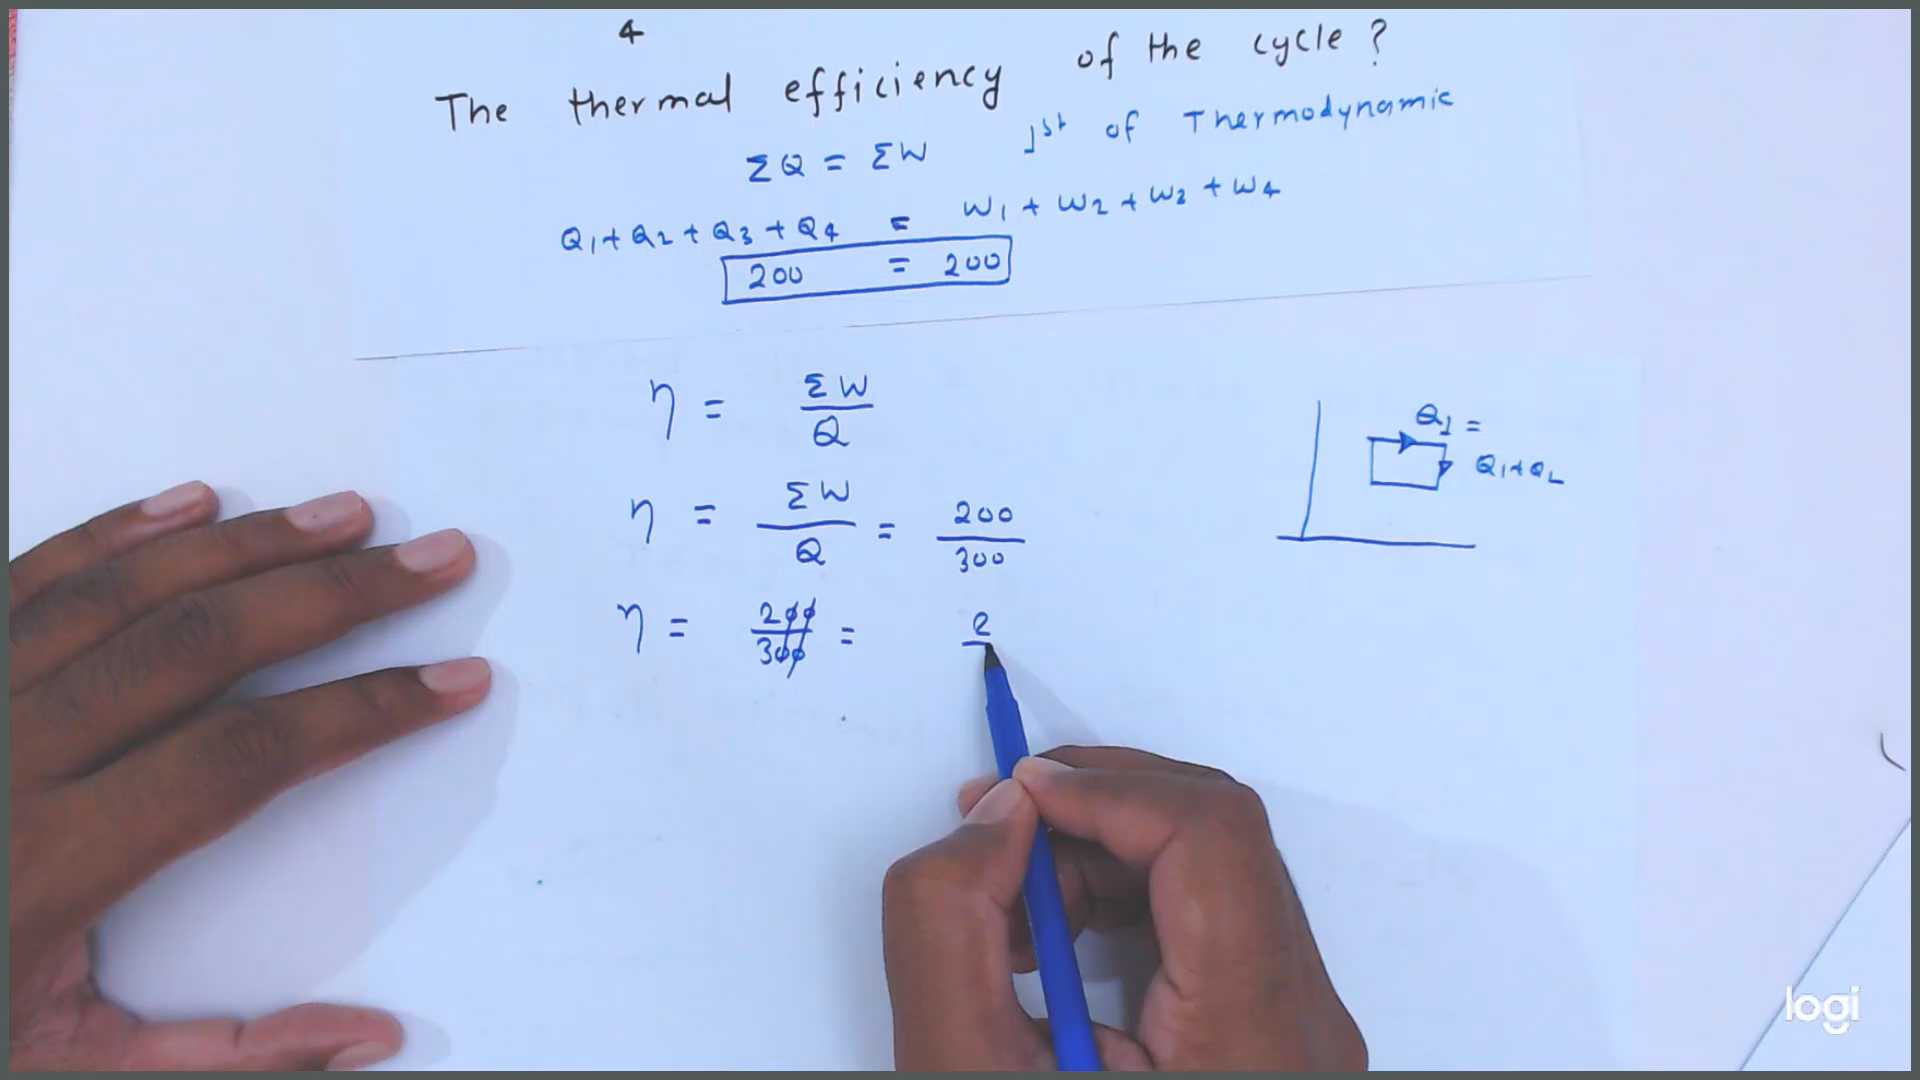 4
The thermal efficiency of the cycle ?
ΣQ = ΣW 1st of Thermodynamic
Q1 + Q2 + Q3 + Q4 = W1 + W2 + W3 + W4
200 = 200
η = ΣW / Q
η = ΣW / Q = 200 / 300
η = 200 / 300 = 2
Q1 =
Q1+Q2
logi